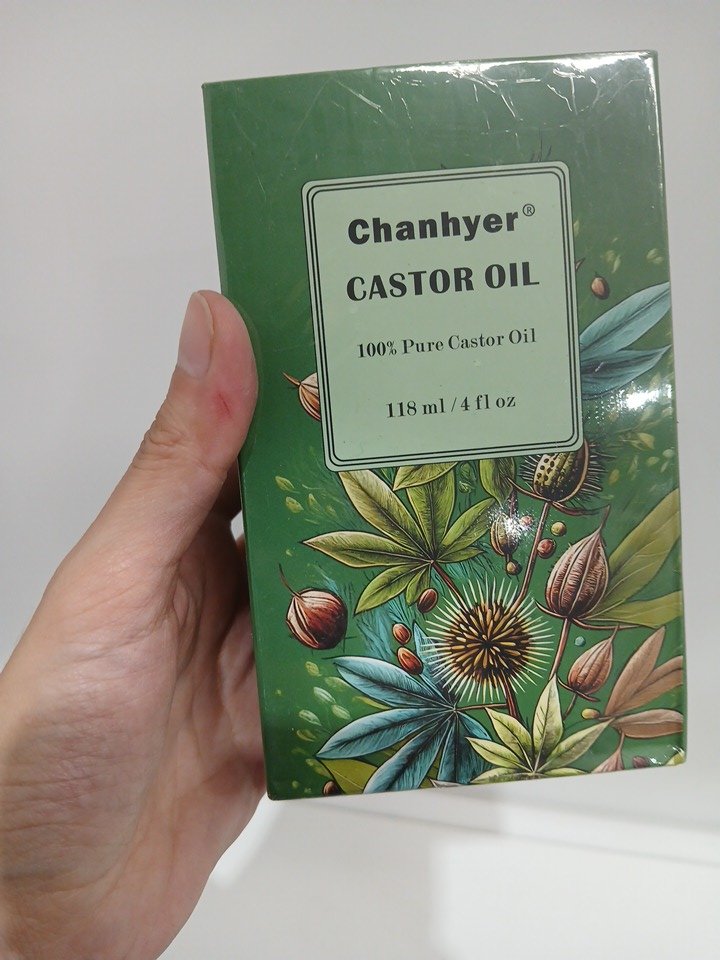 Chanhyer®
CASTOR OIL
100% Pure Castor Oil
118 ml / 4 fl oz